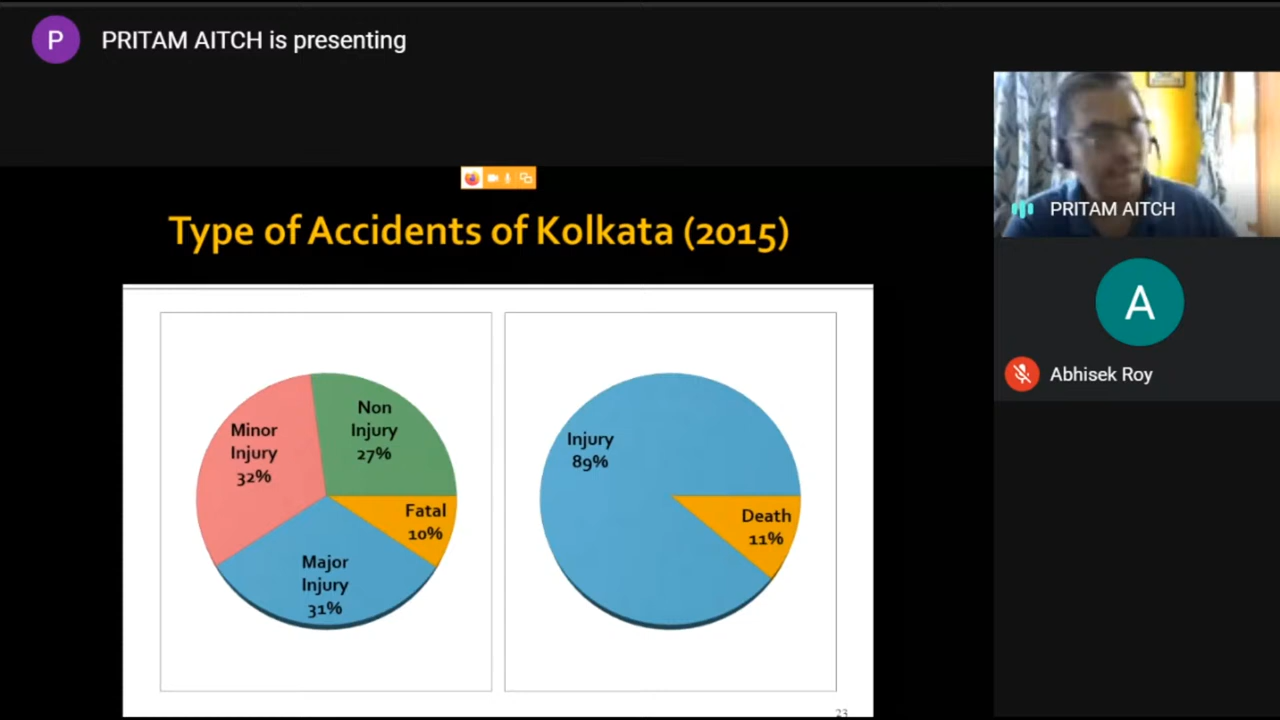 P
PRITAM AITCH is presenting
PRITAM AITCH
A
Abhisek Roy
Type of Accidents of Kolkata (2015)
Non
Injury
27%
Minor
Injury
32%
Fatal
10%
Major
Injury
31%
Injury
89%
Death
11%
23